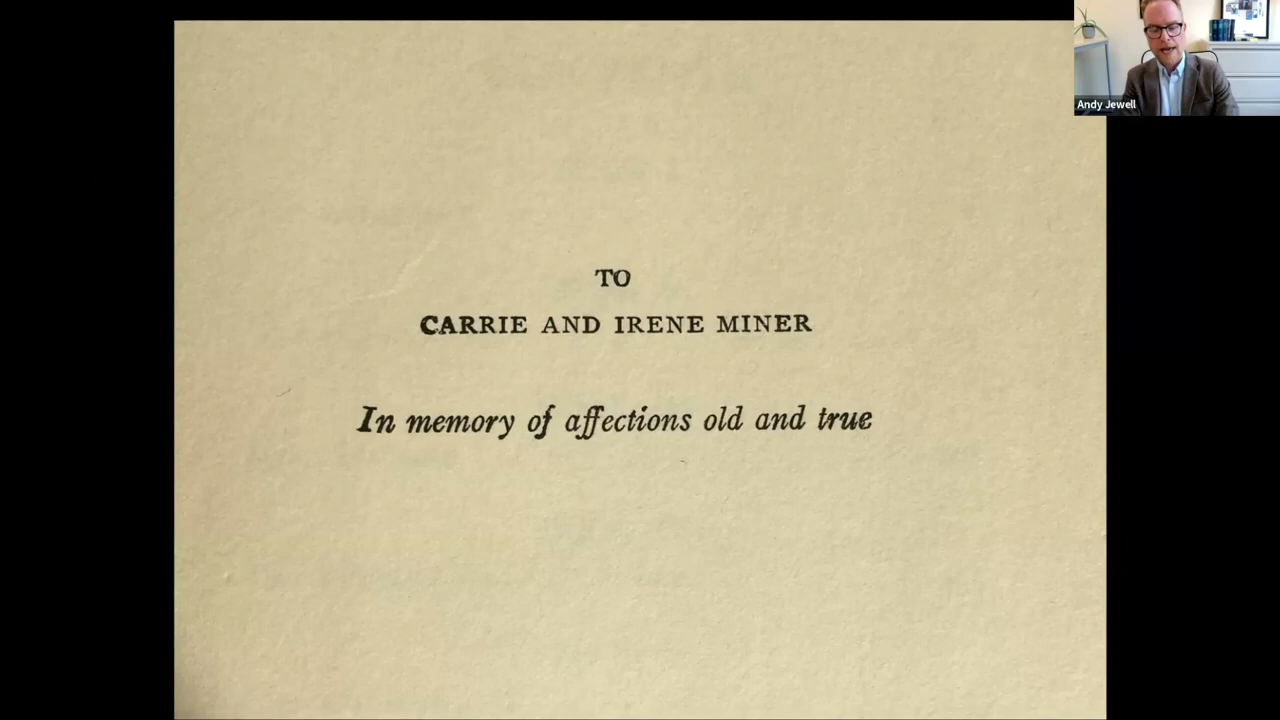 TO
CARRIE AND IRENE MINER
In memory of affections old and true
Andy Jewell